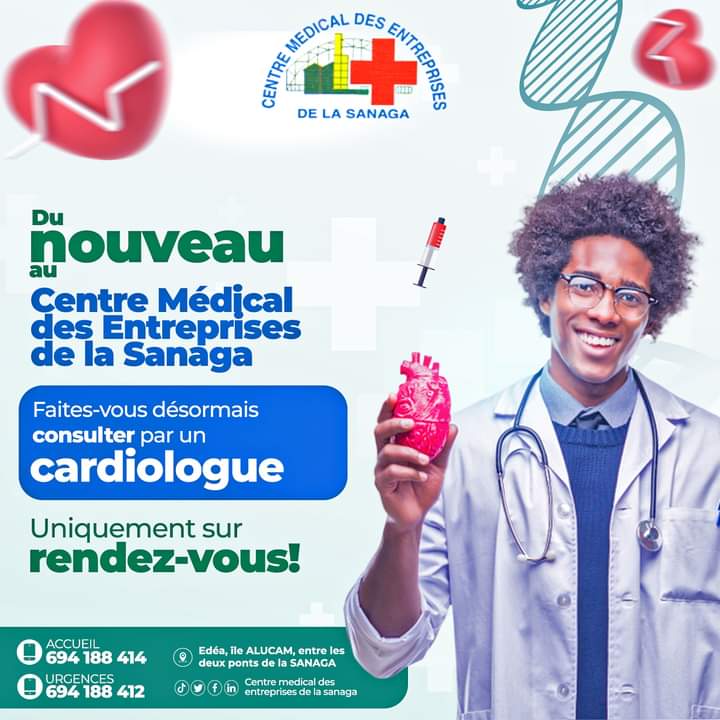 CENTRE MEDICAL DES ENTREPRISES
DE LA SANAGA
Du
nouveau
au
Centre Médical
des Entreprises
de la Sanaga
Faites-vous désormais
consulter par un
cardiologue
Uniquement sur
rendez-vous!
ACCUEIL
694 188 414
URGENCES
694 188 412
Edéa, île ALUCAM, entre les
deux ponts de la SANAGA
Centre medical des
entreprises de la sanaga